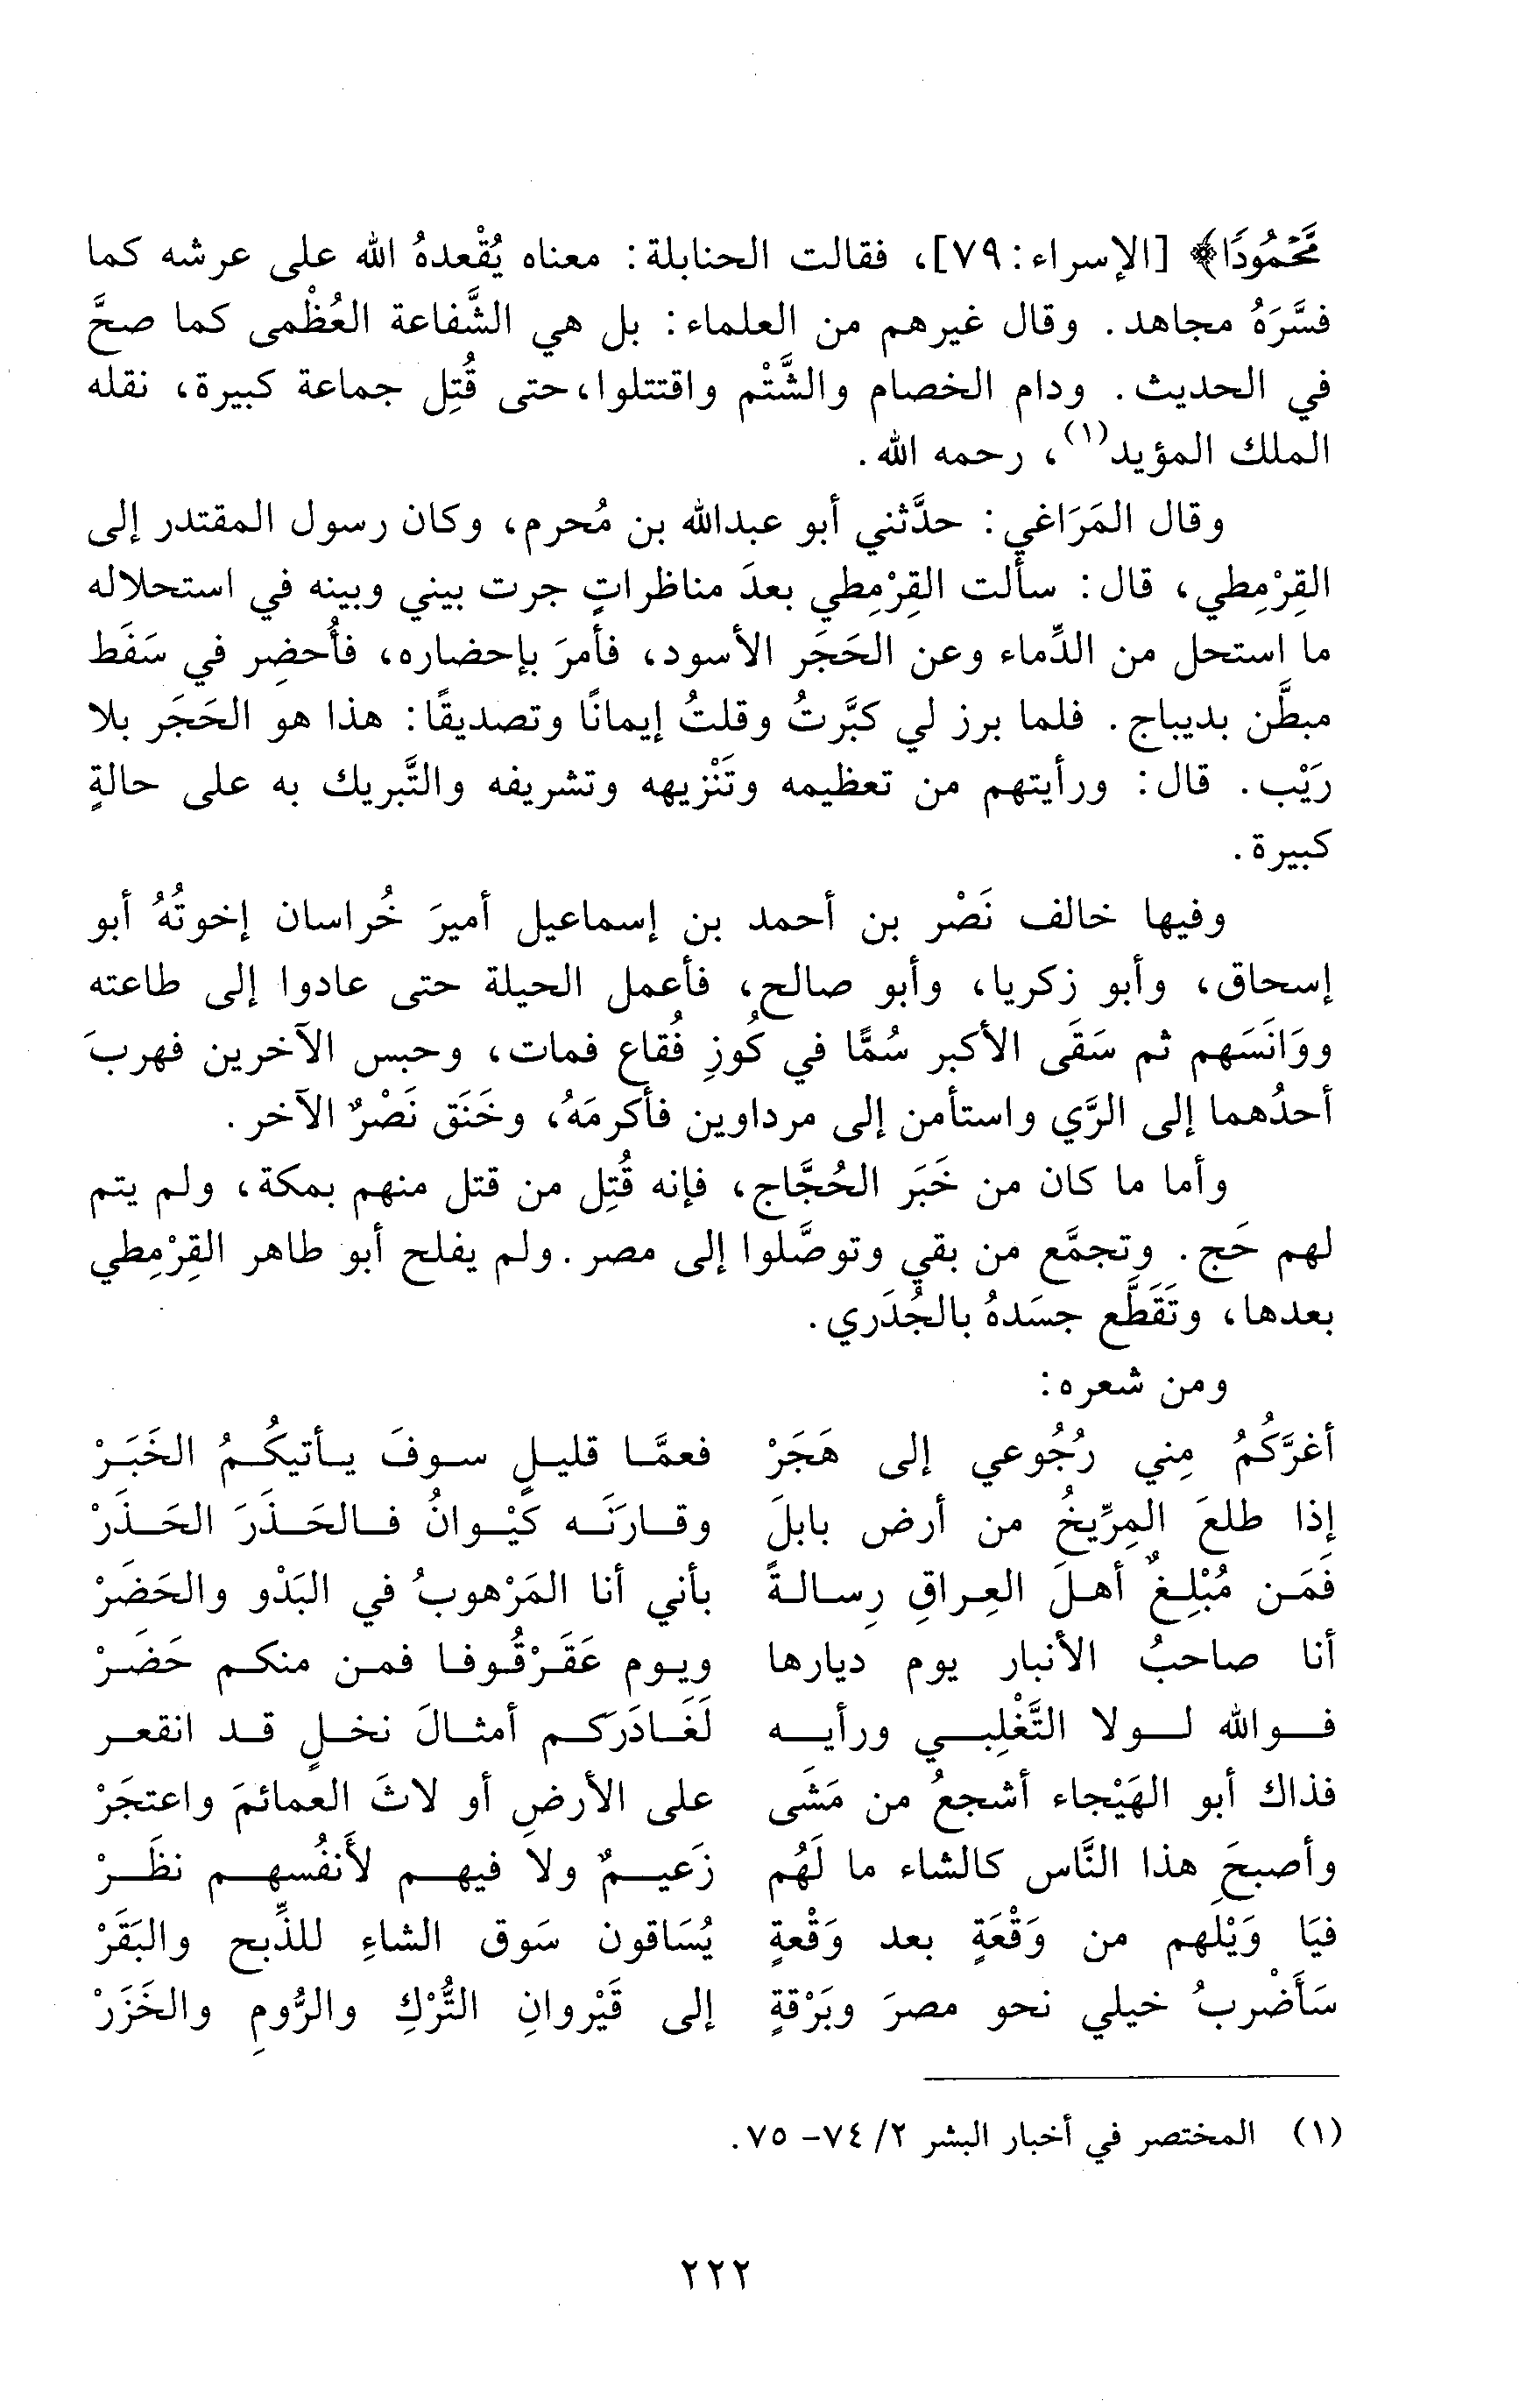 مَّحْمُودًا﴾ [الإسراء: ٧٩]، فقالت الحنابلة: معناه يُقْعدهُ الله على عرشه كما
فسَّرَهُ مجاهد. وقال غيرهم من العلماء: بل هي الشَّفاعة العُظْمى كما صحَّ
في الحديث. ودام الخصام والشَّتْم واقتتلوا، حتى قُتِل جماعة كبيرة، نقله
الملك المؤيد(١)، رحمه الله.
وقال المَرَاغي: حدَّثني أبو عبدالله بن مُحرم، وكان رسول المقتدر إلى
القِرْمِطي، قال: سألت القِرْمِطي بعدَ مناظراتٍ جرت بيني وبينه في استحلاله
ما استحل من الدِّماء وعن الحَجَر الأسود، فأمرَ بإحضاره، فأُحضِر في سَفَط
مبطَّن بديباج. فلما برز لي كبَّرتُ وقلتُ إيمانًا وتصديقًا: هذا هو الحَجَر بلا
رَيْب. قال: ورأيتهم من تعظيمه وتَنْزيهه وتشريفه والتَّبريك به على حالةٍ
كبيرة.
وفيها خالف نَصْر بن أحمد بن إسماعيل أميرَ خُراسان إخوتُهُ أبو
إسحاق، وأبو زكريا، وأبو صالح، فأعمل الحيلة حتى عادوا إلى طاعته
ووَانَسَهم ثم سَقَى الأكبر سُمًّا في كُوزِ فُقاع فمات، وحبس الآخرين فهربَ
أحدُهما إلى الرَّي واستأمن إلى مرداوين فأكرمَهُ، وخَنَق نَصْرٌ الآخر.
وأما ما كان من خَبَر الحُجَّاج، فإنه قُتِل من قتل منهم بمكة، ولم يتم
لهم حَج. وتجمَّع من بقي وتوصَّلوا إلى مصر. ولم يفلح أبو طاهر القِرْمِطي
بعدها، وتَقَطَّع جسَدهُ بالجُدَري.
ومن شعره:
أغرَّكُمُ مِني رُجُوعي إلى هَجَرْ فعمَّا قليلٍ سوفَ يأتيكُمُ الخَبَرْ
إذا طلعَ المِرِّيخُ من أرض بابلَ وقارَنَه كَيْوانُ فالحَذَرَ الحَذَرْ
فَمَن مُبْلِغٌ أهلَ العِراقِ رِسالةً بأني أنا المَرْهوبُ في البَدْو والحَضَرْ
أنا صاحبُ الأنبار يوم ديارها ويوم عَقَرْقُوفا فمن منكم حَضَرْ
فوالله لولا التَّغْلِبي ورأيه لَغَادَرَكم أمثالَ نخلٍ قد انقعر
فذاك أبو الهَيْجاء أشجعُ من مَشَى على الأرضِ أو لاثَ العمائمَ واعتجَرْ
وأصبحَ هذا النَّاس كالشاء ما لَهُم زَعيمٌ ولا فيهم لأَنفُسهم نظَرْ
فيَا وَيْلهم من وَقْعَةٍ بعد وَقْعةٍ يُسَاقون سَوق الشاءِ للذِّبح والبَقَرْ
سَأَضْربُ خيلي نحو مصرَ وبَرْقةٍ إلى قَيْروانِ التُّرْكِ والرُّومِ والخَزَرْ
(١) المختصر في أخبار البشر ٢/ ٧٤- ٧٥.
٢٢٢